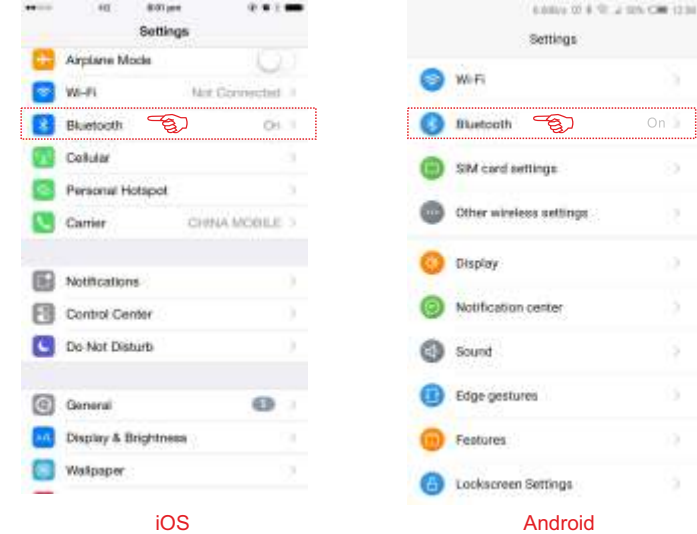 Settings
Airplane Mode
Wi-Fi Not Connected
Bluetooth On
Cellular
Personal Hotspot
Carrier CHINA MOBILE
Notifications
Control Center
Do Not Disturb
General 1
Display & Brightness
Wallpaper
iOS
Settings
Wi-Fi
Bluetooth On
SIM card settings
Other wireless settings
Display
Notification center
Sound
Edge gestures
Features
Lockscreen Settings
Android